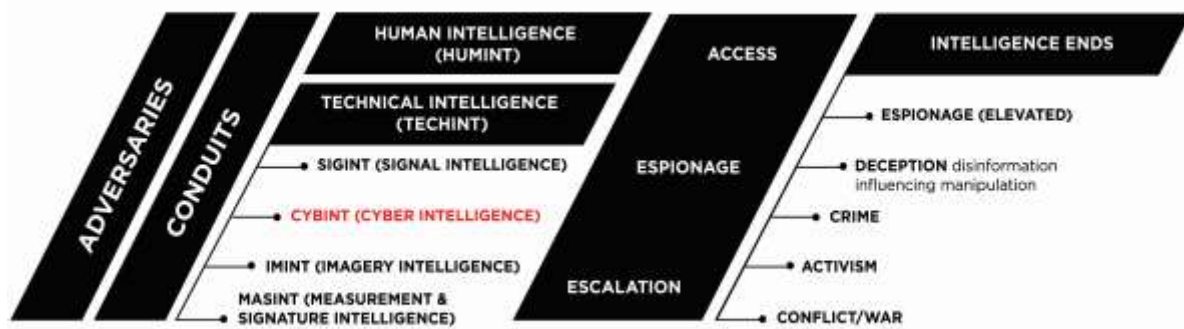 ADVERSARIES
CONDUITS
HUMAN INTELLIGENCE
(HUMINT)
TECHNICAL INTELLIGENCE
(TECHINT)
SIGINT (SIGNAL INTELLIGENCE)
CYBINT (CYBER INTELLIGENCE)
IMINT (IMAGERY INTELLIGENCE)
MASINT (MEASUREMENT &
SIGNATURE INTELLIGENCE)
ACCESS
ESPIONAGE
ESCALATION
INTELLIGENCE ENDS
ESPIONAGE (ELEVATED)
DECEPTION disinformation
influencing manipulation
CRIME
ACTIVISM
CONFLICT/WAR